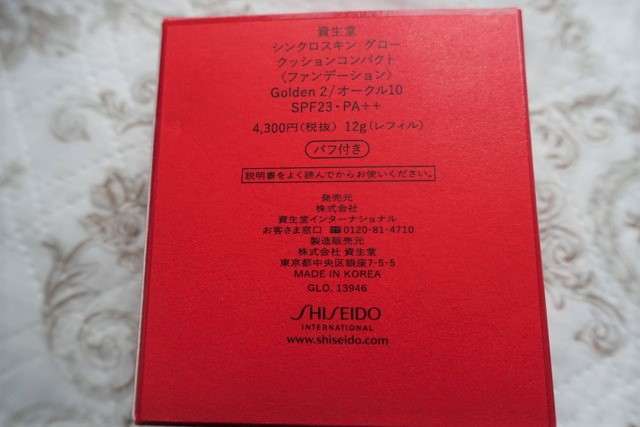 資生堂
シンクロスキン グロー
クッションコンパクト
〈ファンデーション〉
Golden 2/オークル10
SPF23・PA++
4,300円(税抜) 12g(レフィル)
パフ付き
説明書をよく読んでからお使いください。
発売元
株式会社
資生堂インターナショナル
お客さま窓口 ☎0120-81-4710
製造販売元
株式会社 資生堂
東京都中央区銀座7-5-5
MADE IN KOREA
GLO. 13946
SHISEIDO
INTERNATIONAL
www.shiseido.com